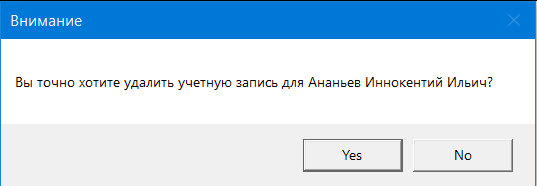 Внимание
Вы точно хотите удалить учетную запись для Ананьев Иннокентий Ильич?
Yes No